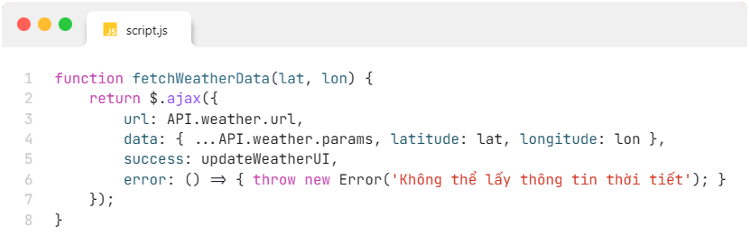 JS script.js
1 function fetchWeatherData(lat, lon) {
2 return $.ajax({
3 url: API.weather.url,
4 data: { ...API.weather.params, latitude: lat, longitude: lon },
5 success: updateWeatherUI,
6 error: () => { throw new Error('Không thể lấy thông tin thời tiết'); }
7 });
8 }